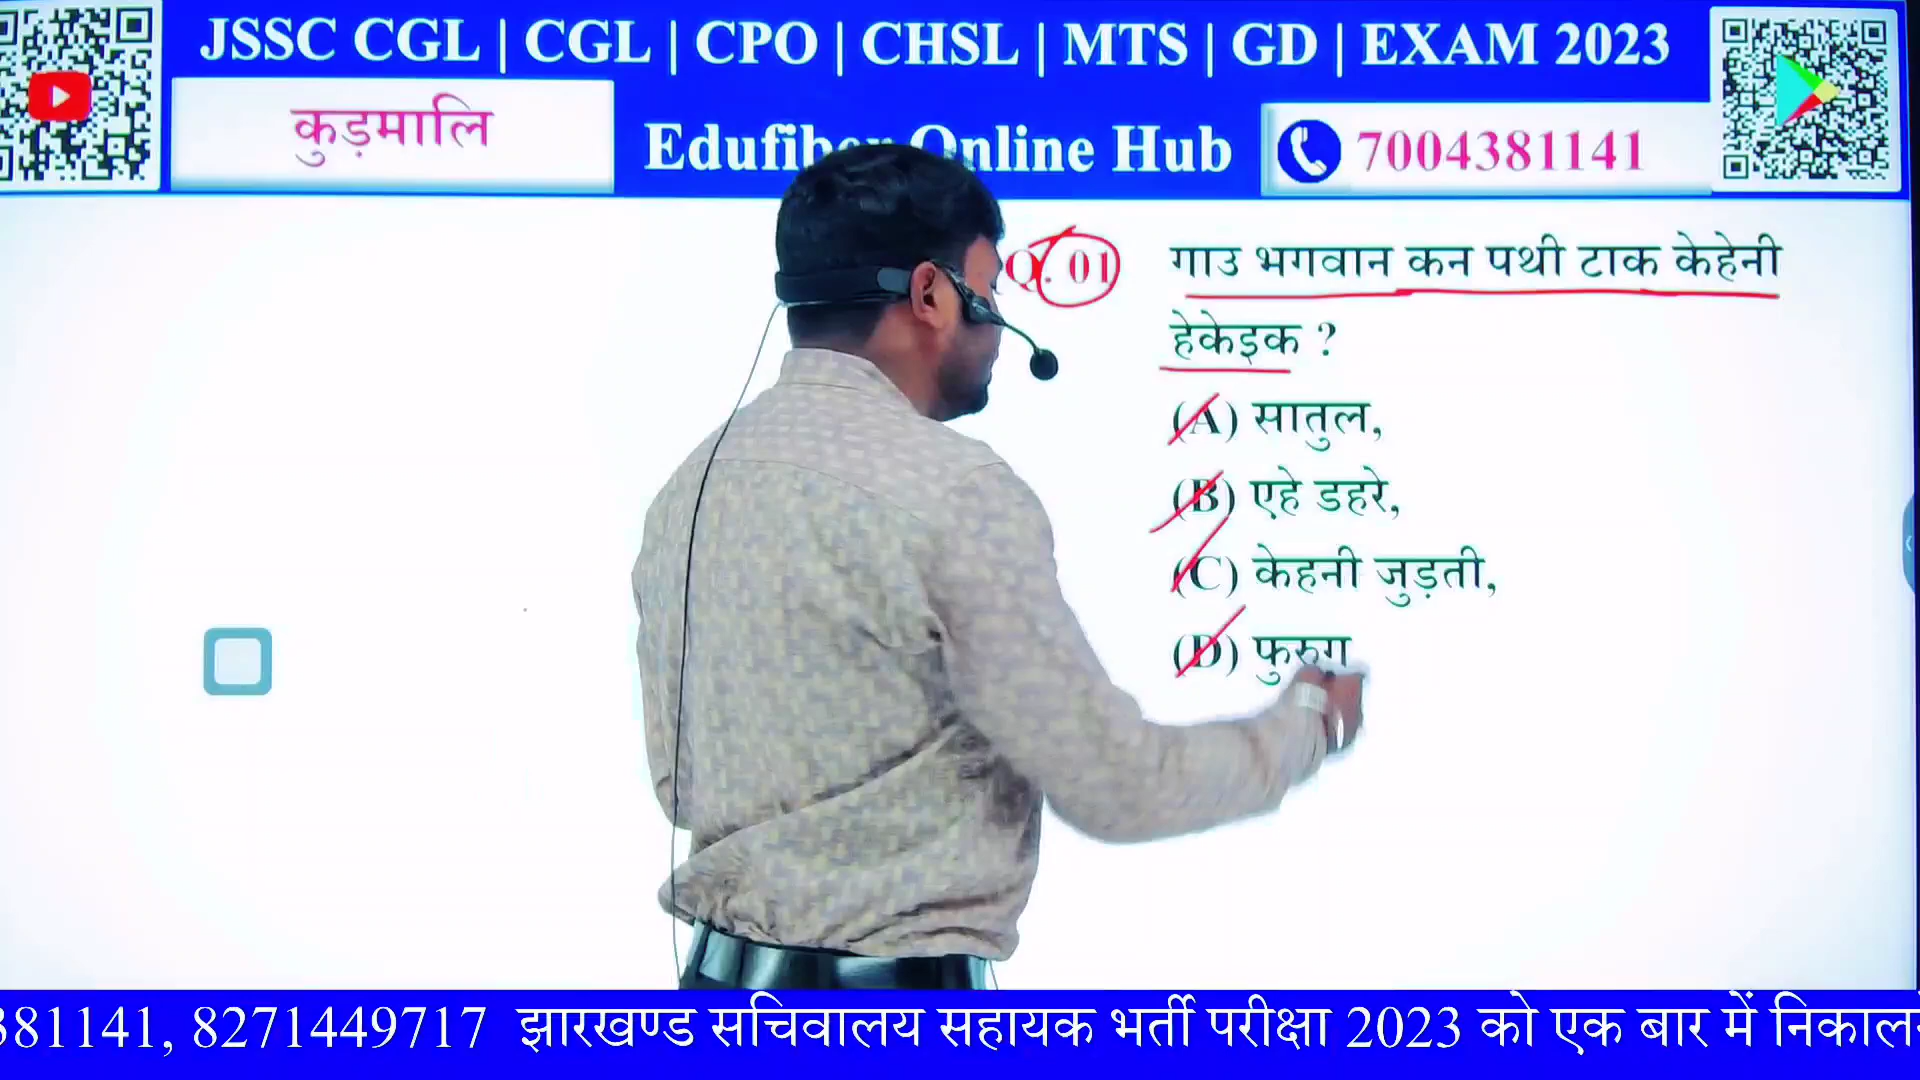 JSSC CGL | CGL | CPO | CHSL | MTS | GD | EXAM 2023
कुड़मालि
Online Hub
7004381141
Q. 01 गाउ भगवान कन पथी टाक केहेनी
हेकेइक ?
(A) सातुल,
(B) एहे डहरे,
(C) केहनी जुड़ती,
(D) फुरुग
381141, 8271449717 झारखण्ड सचिवालय सहायक भर्ती परीक्षा 2023 को एक बार में